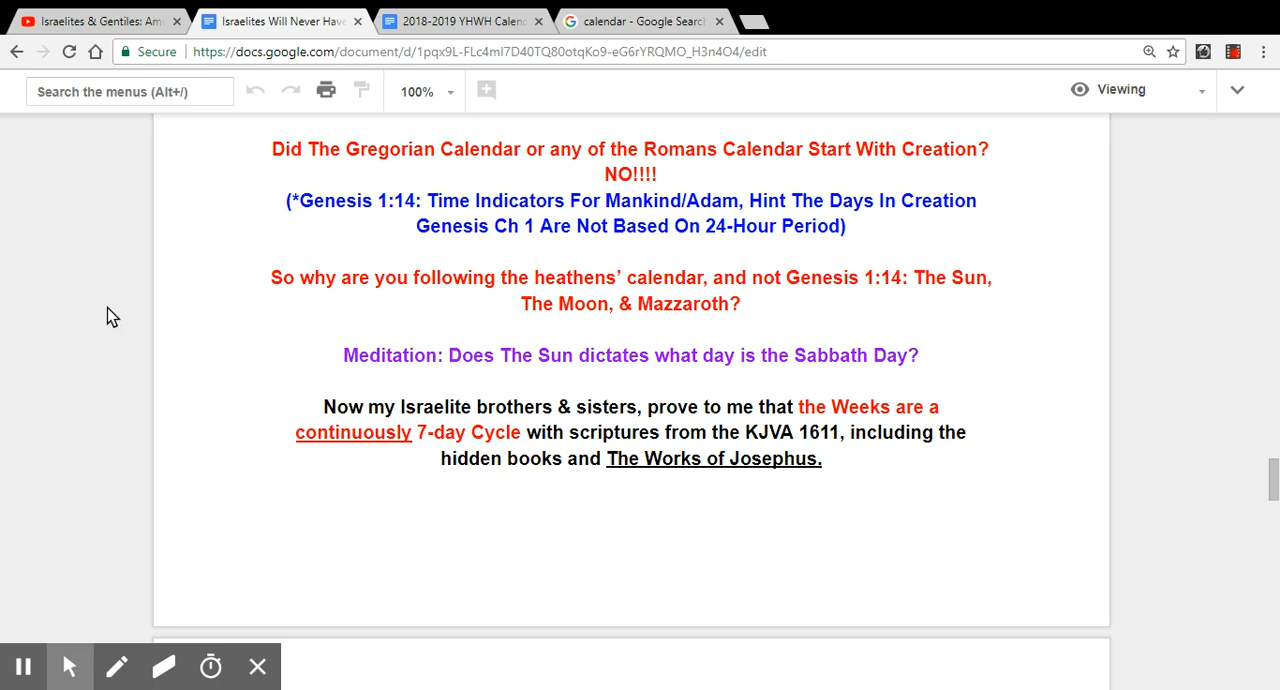 Israelites & Gentiles: Am
Israelites Will Never Have
2018-2019 YHWH Calen
calendar - Google Search
Secure
https://docs.google.com/document/d/1pqx9L-FLc4mI7D40TQ80otqKo9-eG6rYRQMO_H3n4O4/edit
Search the menus (Alt+/)
100%
Viewing
Did The Gregorian Calendar or any of the Romans Calendar Start With Creation?
NO!!!!
(*Genesis 1:14: Time Indicators For Mankind/Adam, Hint The Days In Creation
Genesis Ch 1 Are Not Based On 24-Hour Period)
So why are you following the heathens’ calendar, and not Genesis 1:14: The Sun,
The Moon, & Mazzaroth?
Meditation: Does The Sun dictates what day is the Sabbath Day?
Now my Israelite brothers & sisters, prove to me that the Weeks are a
continuously 7-day Cycle with scriptures from the KJVA 1611, including the
hidden books and The Works of Josephus.